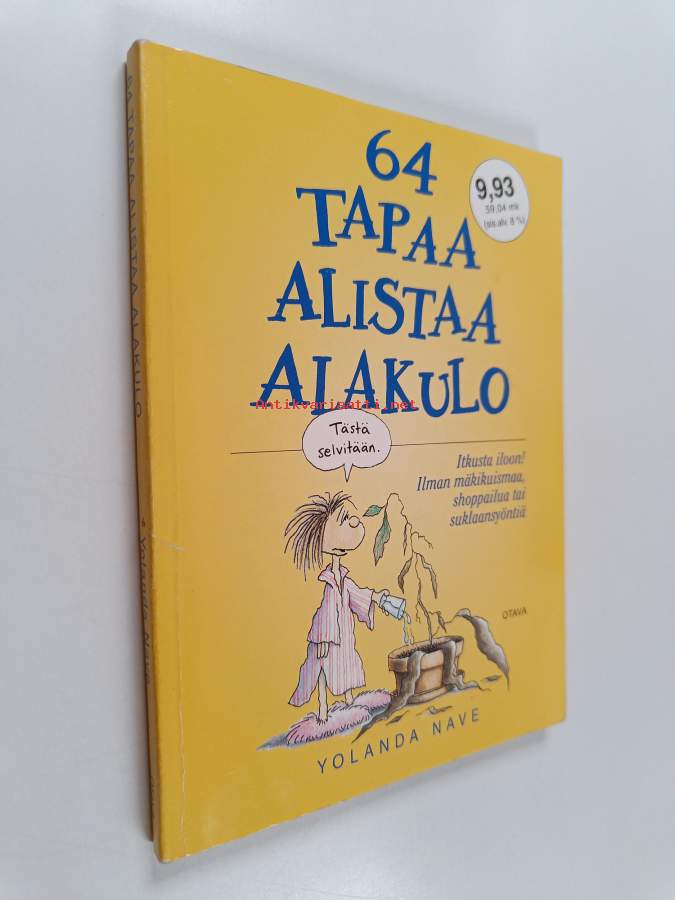 64
TAPAA
ALISTAA
ALAKULO
9,93
59,04 mk
(sis.alv. 8 %)
Antikvariaatti.net
Tästä
selvitään.
Itkusta iloon!
Ilman mäkikuismaa,
shoppailua tai
suklaansyöntiä
OTAVA
YOLANDA NAVE
64 TAPAA ALISTAA ALAKULO
Yolanda Nave